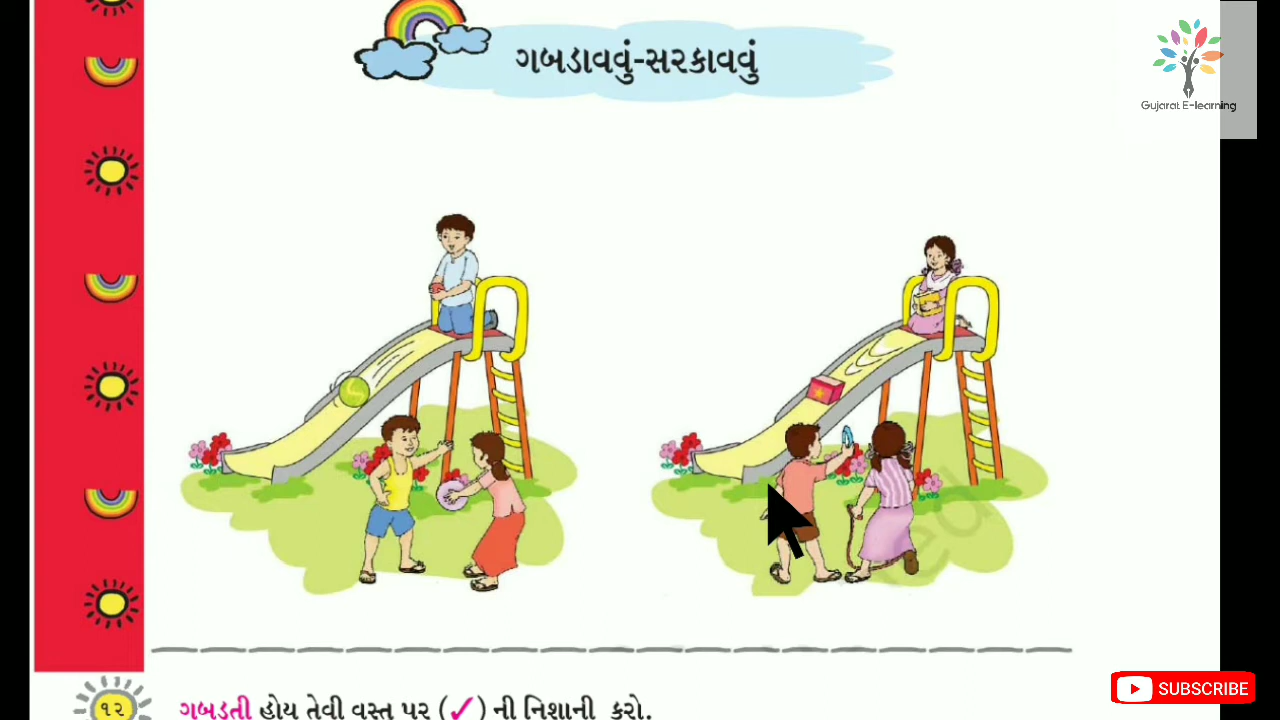 ગબડાવવું-સરકાવવું
Gujarat E-learning
૧૨
ગબડતી હોય તેવી વસ્ત પર (✓) ની નિશાની કરો.
SUBSCRIBE